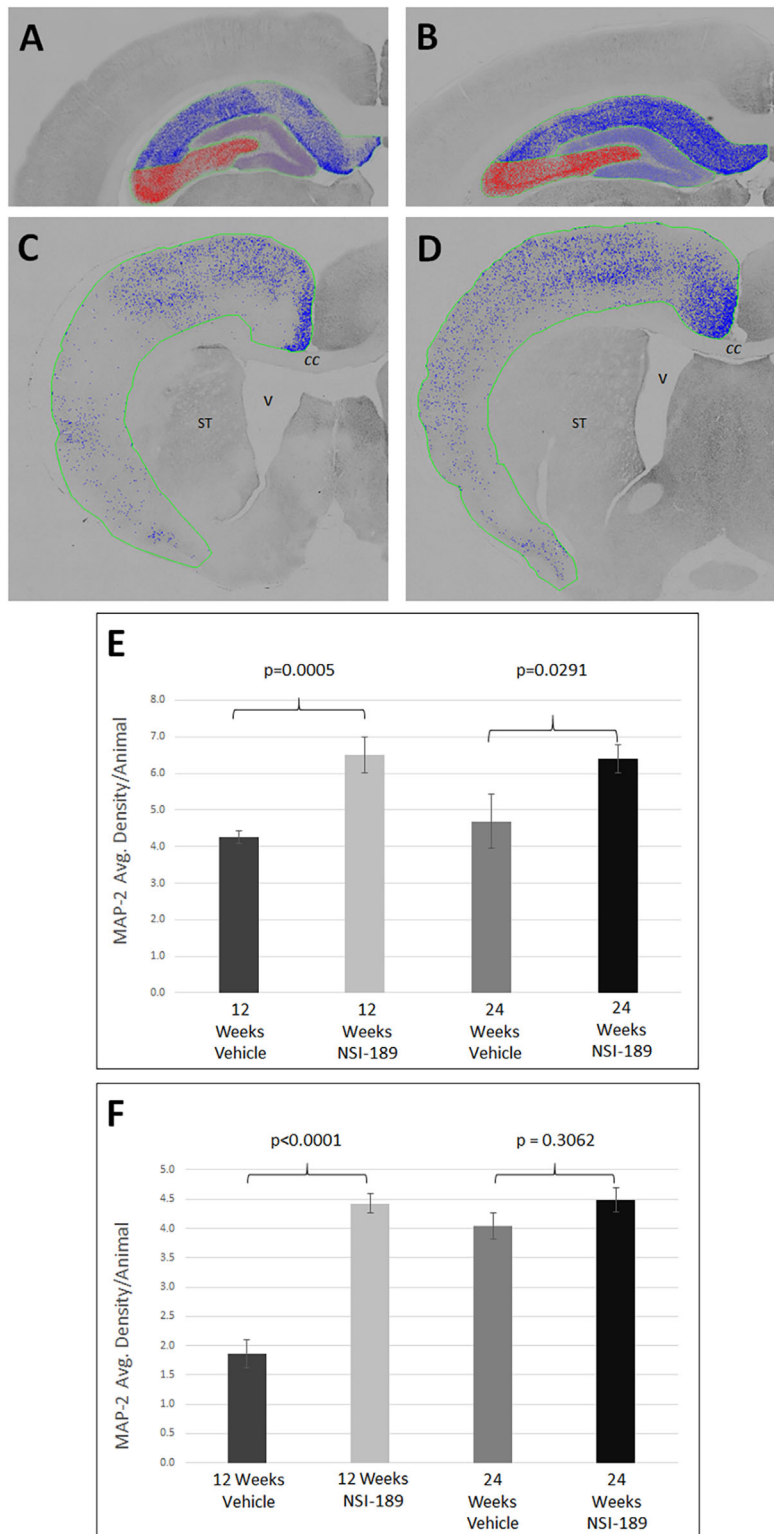 A
B
C
cc
V
ST
D
cc
V
ST
E
p=0.0005
p=0.0291
MAP-2 Avg. Density/Animal
8.0
7.0
6.0
5.0
4.0
3.0
2.0
1.0
0.0
12
Weeks
Vehicle
12
Weeks
NSI-189
24
Weeks
Vehicle
24
Weeks
NSI-189
F
p<0.0001
p = 0.3062
MAP-2 Avg. Density/Animal
5.0
4.5
4.0
3.5
3.0
2.5
2.0
1.5
1.0
0.5
0.0
12 Weeks
Vehicle
12 Weeks
NSI-189
24
Weeks
Vehicle
24
Weeks
NSI-189